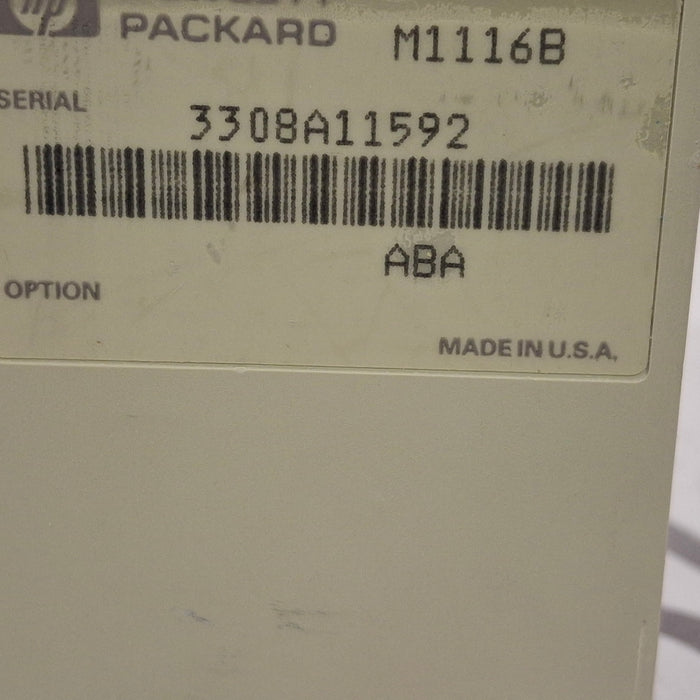 hp
PACKARD M1116B
SERIAL
3308A11592
ABA
OPTION
MADE IN U.S.A.